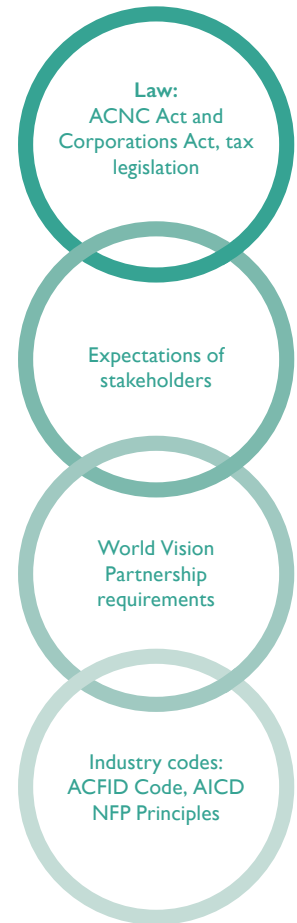 Law:
ACNC Act and
Corporations Act, tax
legislation
Expectations of
stakeholders
World Vision
Partnership
requirements
Industry codes:
ACFID Code, AICD
NFP Principles